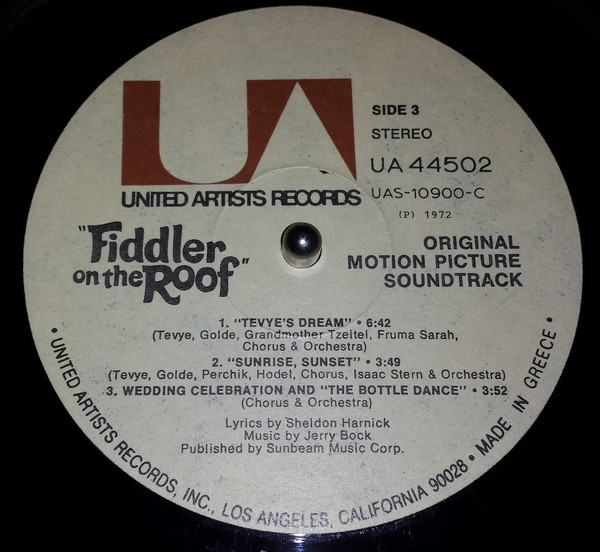 UA
SIDE 3
STEREO
UA 44502
UNITED ARTISTS RECORDS
UAS-10900-C
(P) 1972
"Fiddler
on the Roof"
ORIGINAL
MOTION PICTURE
SOUNDTRACK
1. "TEVYE'S DREAM" • 6:42
(Tevye, Golde, Grandmother Tzeitel, Fruma Sarah,
Chorus & Orchestra)
2. "SUNRISE, SUNSET" • 3:49
(Tevye, Golde, Perchik, Hodel, Chorus, Isaac Stern & Orchestra)
3. WEDDING CELEBRATION AND "THE BOTTLE DANCE" • 3:52
(Chorus & Orchestra)
Lyrics by Sheldon Harnick
Music by Jerry Bock
Published by Sunbeam Music Corp.
• UNITED ARTISTS RECORDS, INC., LOS ANGELES, CALIFORNIA 90028 • MADE IN GREECE •